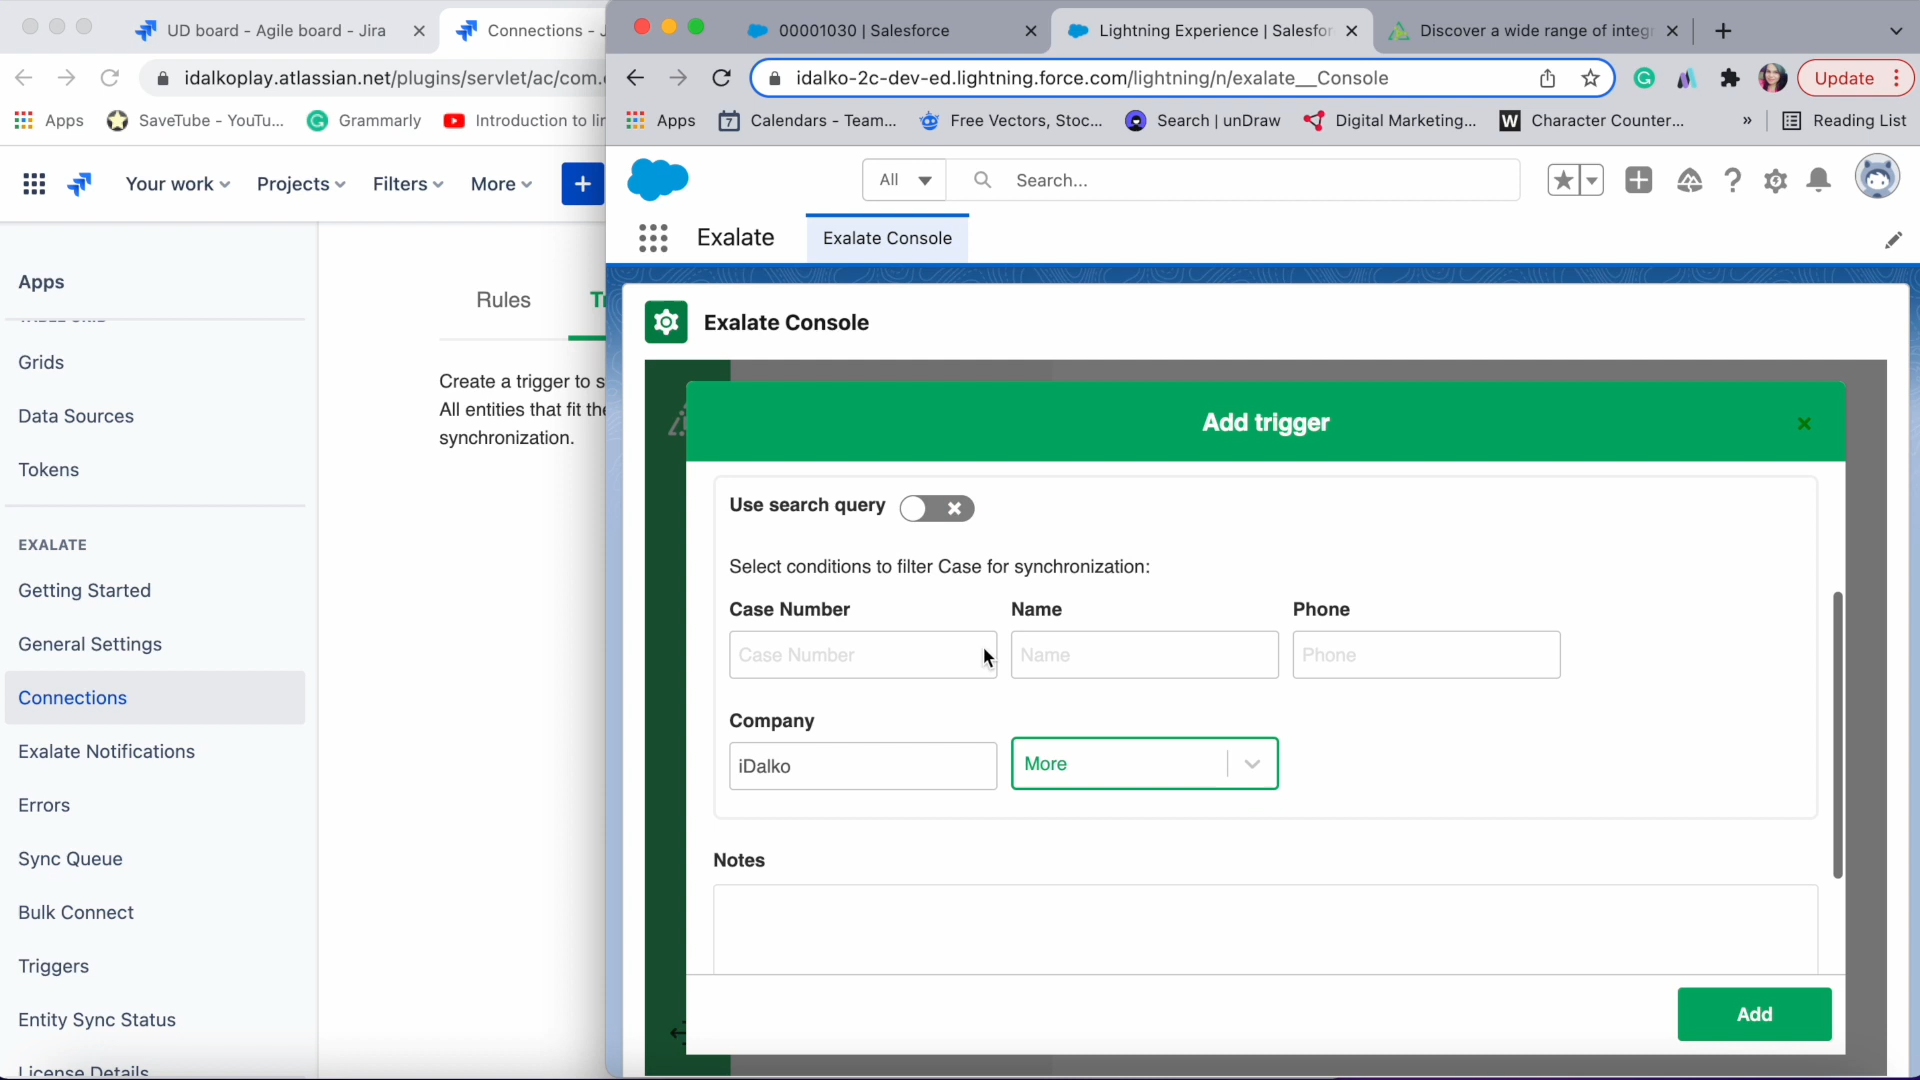 UD board - Agile board - Jira
Connections - J
00001030 | Salesforce
Lightning Experience | Salesfor
Discover a wide range of integr
idalkoplay.atlassian.net/plugins/servlet/ac/com.
idalko-2c-dev-ed.lightning.force.com/lightning/n/exalate__Console
Update
Apps
SaveTube - YouTu...
Grammarly
Introduction to lin
Apps
Calendars - Team...
Free Vectors, Stoc...
Search | unDraw
Digital Marketing...
Character Counter...
»
Reading List
Your work
Projects
Filters
More
+
All
Search...
Exalate
Exalate Console
Apps
Grids
Data Sources
Tokens
EXALATE
Getting Started
General Settings
Connections
Exalate Notifications
Errors
Sync Queue
Bulk Connect
Triggers
Entity Sync Status
License Details
Rules
Tr
Create a trigger to s
All entities that fit the
synchronization.
Exalate Console
Add trigger
Use search query
Select conditions to filter Case for synchronization:
Case Number
Name
Phone
Case Number
Name
Phone
Company
iDalko
More
Notes
Add